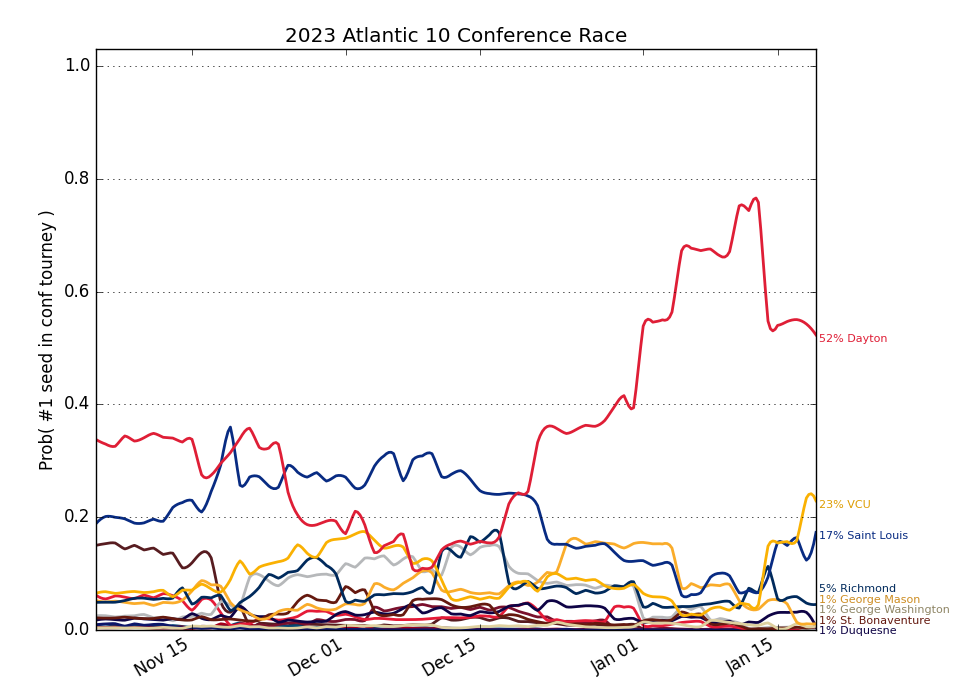 2023 Atlantic 10 Conference Race
Prob( #1 seed in conf tourney )
1.0
0.8
0.6
0.4
0.2
0.0
Nov 15
Dec 01
Dec 15
Jan 01
Jan 15
52% Dayton
23% VCU
17% Saint Louis
5% Richmond
1% George Mason
1% George Washington
1% St. Bonaventure
1% Duquesne